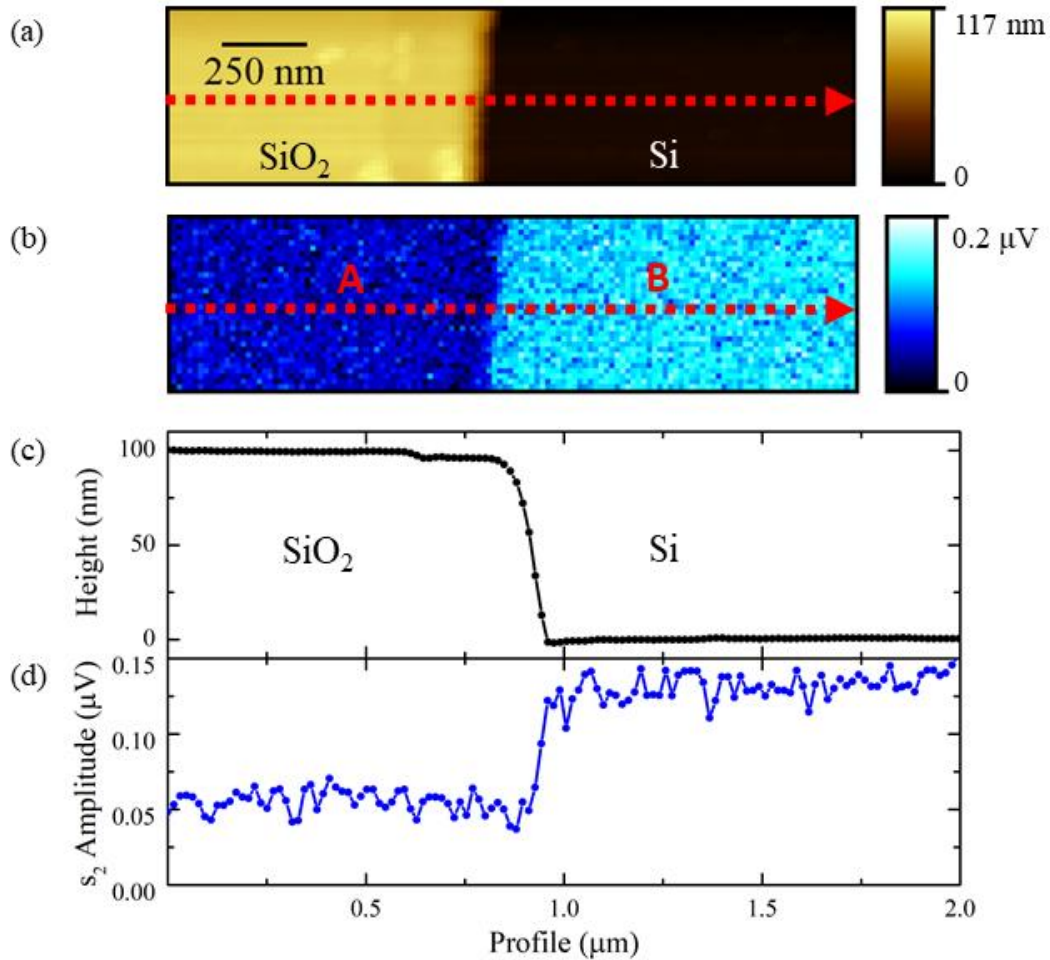 (a)
250 nm
SiO₂
Si
117 nm
0
(b)
A
B
0.2 μV
0
(c)
Height (nm)
100
50
0
SiO₂
Si
(d)
s₂ Amplitude (μV)
0.15
0.10
0.05
0.00
0.5
1.0
1.5
2.0
Profile (μm)